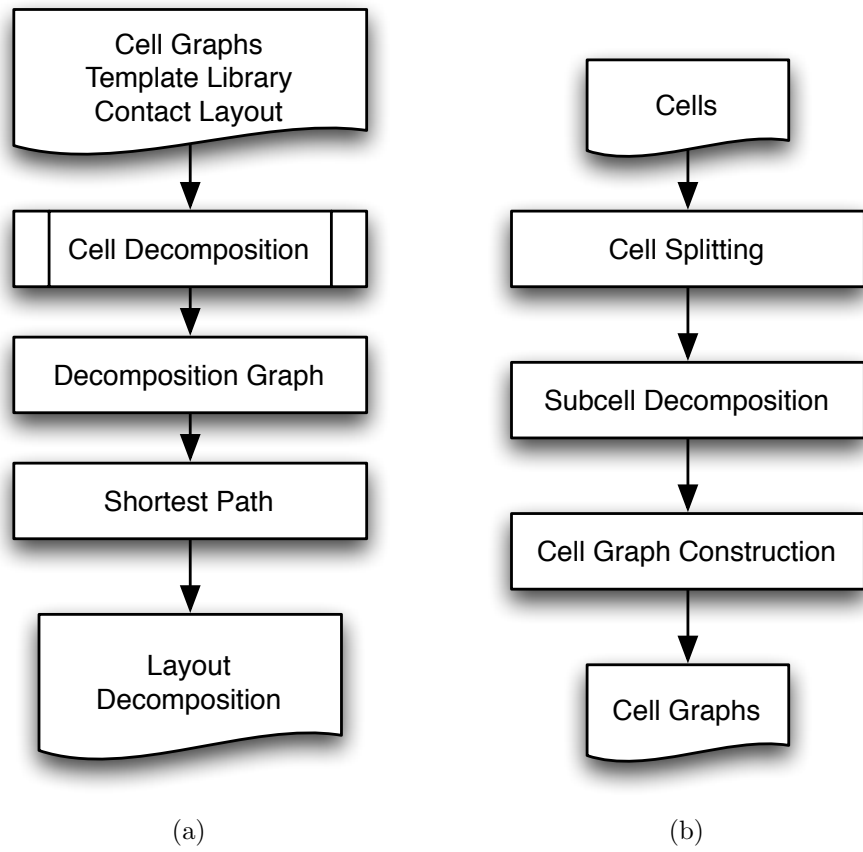 Cell Graphs
Template Library
Contact Layout
Cell Decomposition
Decomposition Graph
Shortest Path
Layout
Decomposition
(a)
Cells
Cell Splitting
Subcell Decomposition
Cell Graph Construction
Cell Graphs
(b)